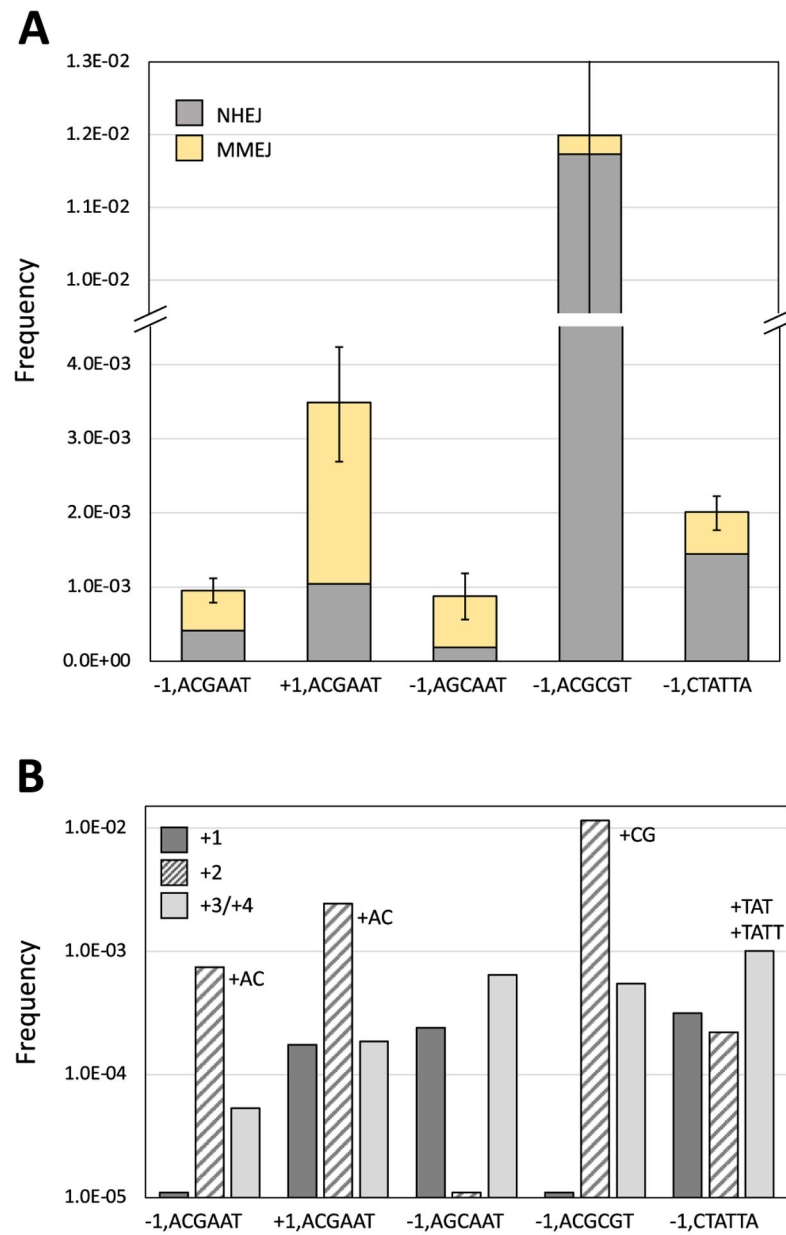 A
1.3E-02
NHEJ
MMEJ
1.2E-02
1.1E-02
1.0E-02
Frequency
4.0E-03
3.0E-03
2.0E-03
1.0E-03
0.0E+00
-1,ACGAAT +1,ACGAAT -1,AGCAAT -1,ACGCGT -1,CTATTA
B
1.0E-02
+1
+2
+3/+4
+CG
+TAT
+TATT
+AC
+AC
1.0E-03
Frequency
1.0E-04
1.0E-05
-1,ACGAAT +1,ACGAAT -1,AGCAAT -1,ACGCGT -1,CTATTA